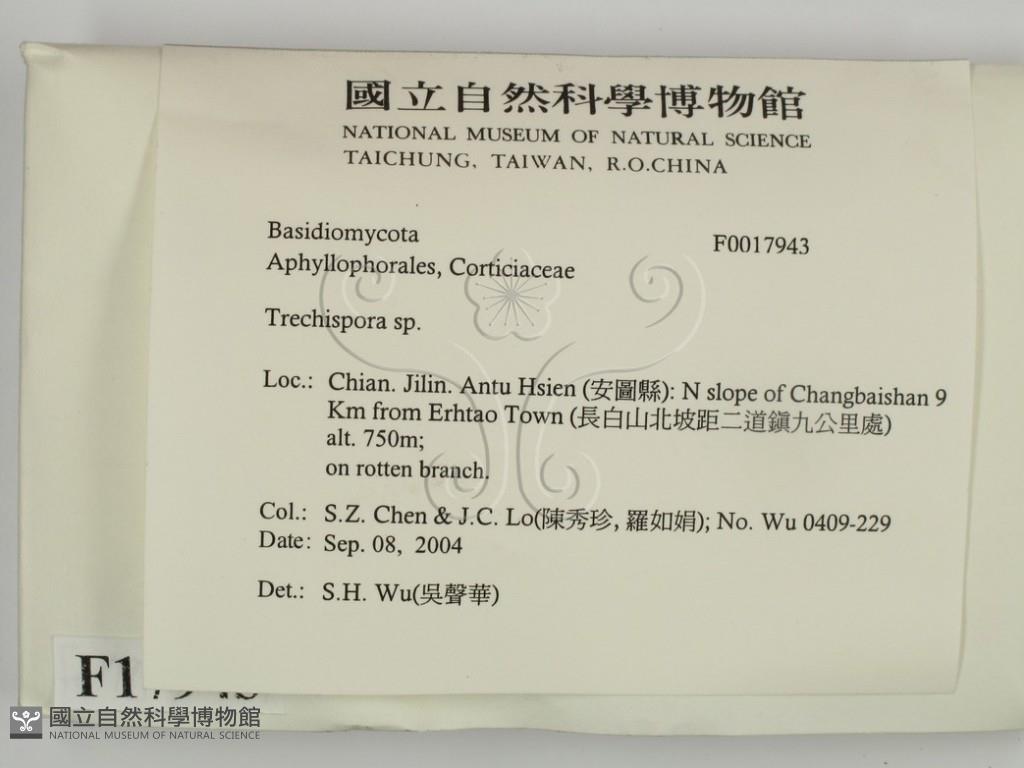 國立自然科學博物館
NATIONAL MUSEUM OF NATURAL SCIENCE
TAICHUNG, TAIWAN, R.O.CHINA
Basidiomycota
F0017943
Aphyllophorales, Corticiaceae
Trechispora sp.
Loc.: Chian. Jilin. Antu Hsien (安圖縣): N slope of Changbaishan 9
Km from Erhtao Town (長白山北坡距二道鎮九公里處)
alt. 750m;
on rotten branch.
Col.: S.Z. Chen & J.C. Lo(陳秀珍, 羅如娟); No. Wu 0409-229
Date: Sep. 08, 2004
Det.: S.H. Wu(吳聲華)
國立自然科學博物館
NATIONAL MUSEUM OF NATURAL SCIENCE